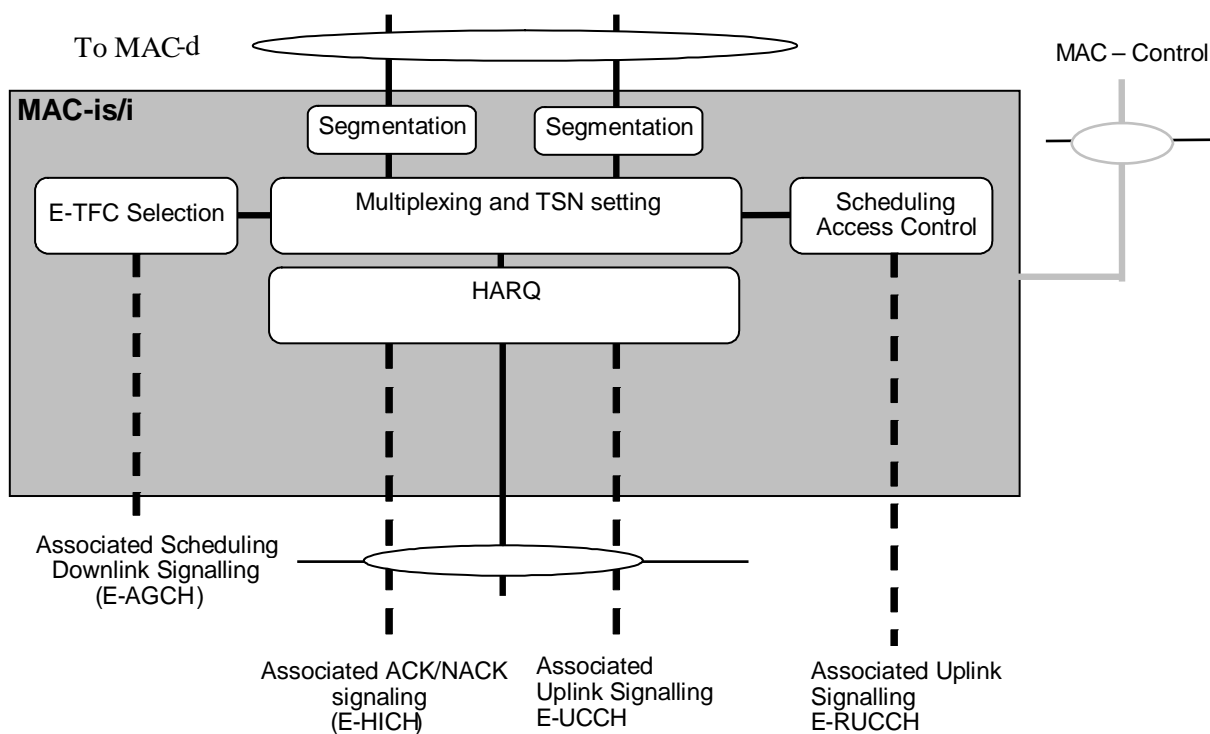 To MAC-d
MAC – Control
MAC-is/i
Segmentation
Segmentation
E-TFC Selection
Multiplexing and TSN setting
Scheduling
Access Control
HARQ
Associated Scheduling
Downlink Signalling
(E-AGCH)
Associated ACK/NACK
signaling
(E-HICH)
Associated
Uplink Signalling
E-UCCH
Associated Uplink
Signalling
E-RUCCH